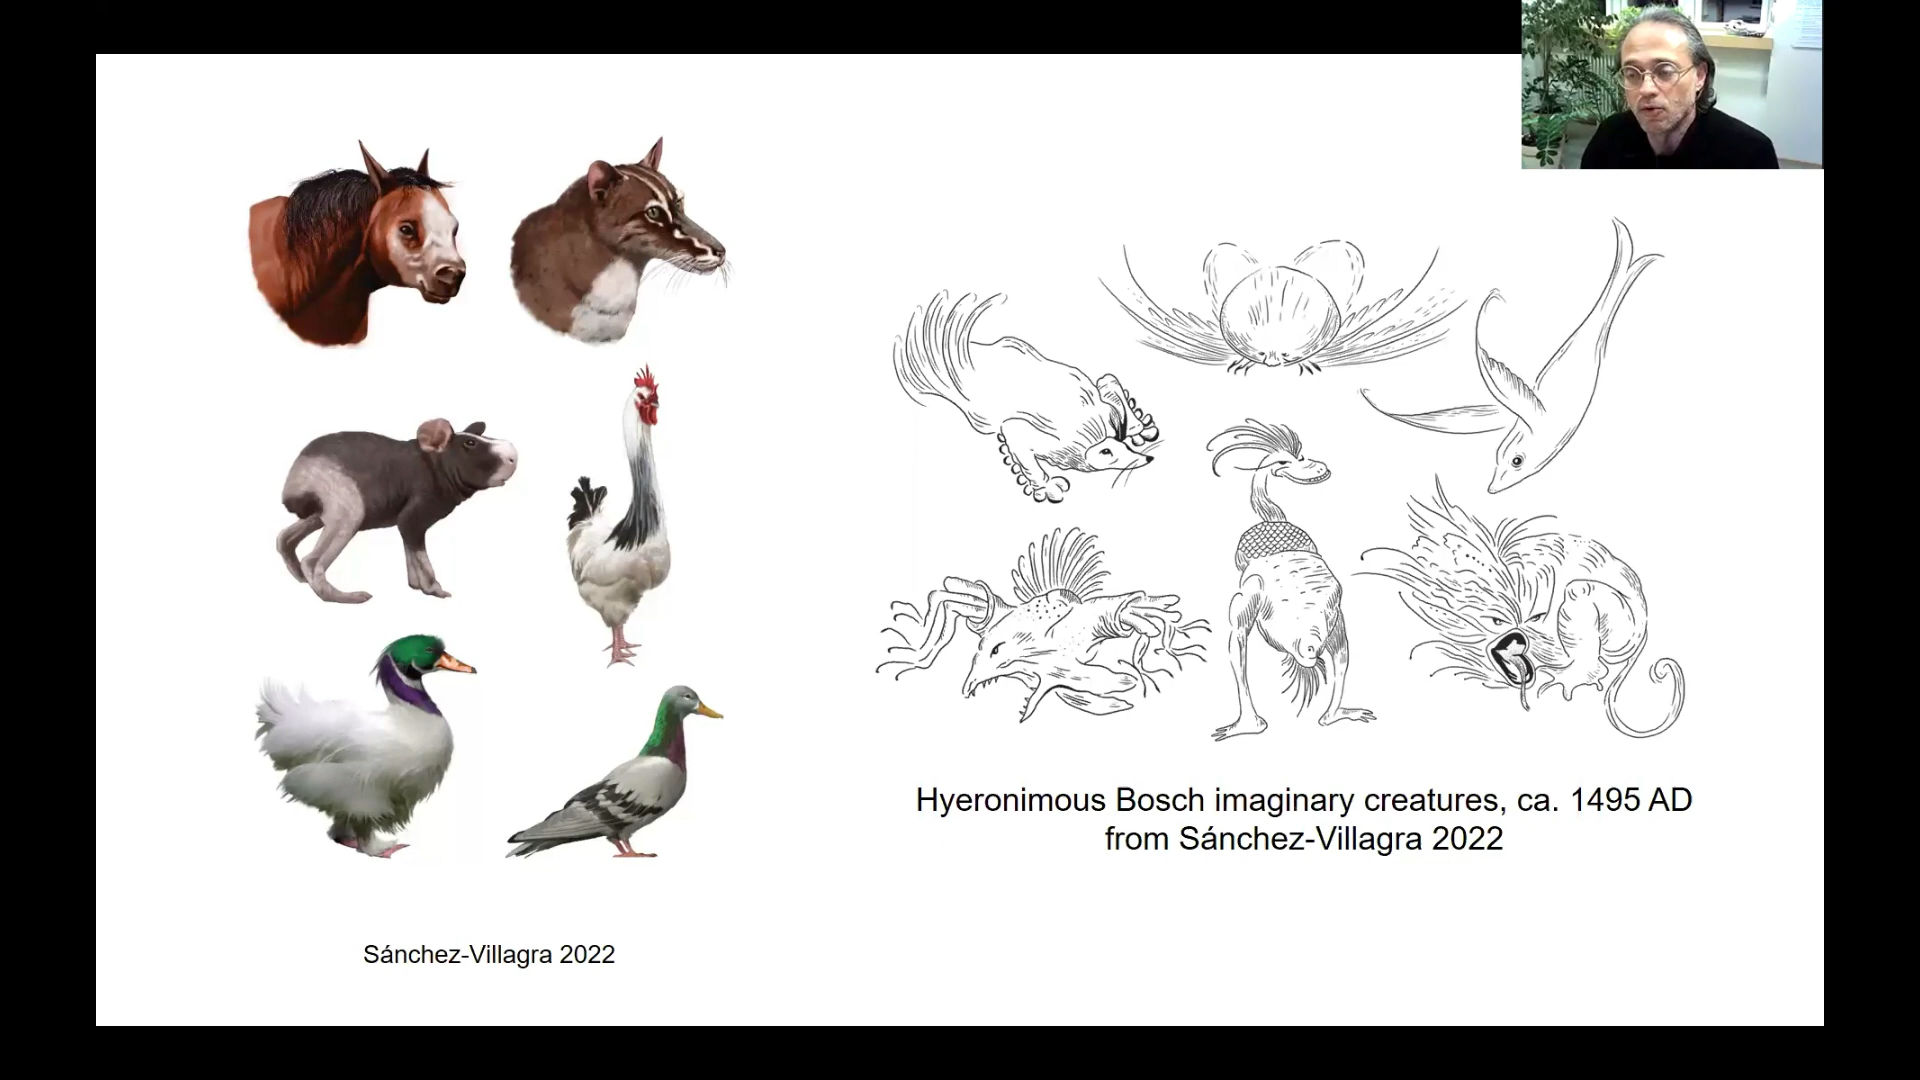 Hyeronimous Bosch imaginary creatures, ca. 1495 AD
from Sánchez-Villagra 2022
Sánchez-Villagra 2022